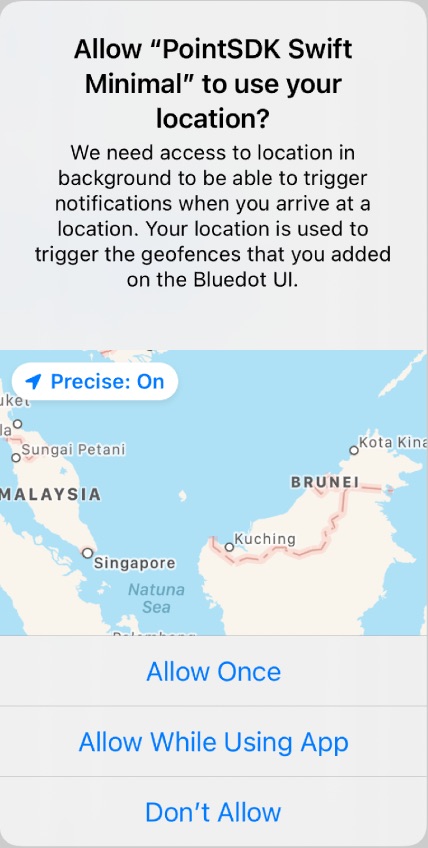 Allow “PointSDK Swift
Minimal” to use your
location?
We need access to location in
background to be able to trigger
notifications when you arrive at a
location. Your location is used to
trigger the geofences that you added
on the Bluedot UI.
Precise: On
uket
la
Kota Kina
Sungai Petani
BRUNEI
MALAYSIA
Kuching
Singapore
Natuna
Sea
Palembang
Allow Once
Allow While Using App
Don’t Allow